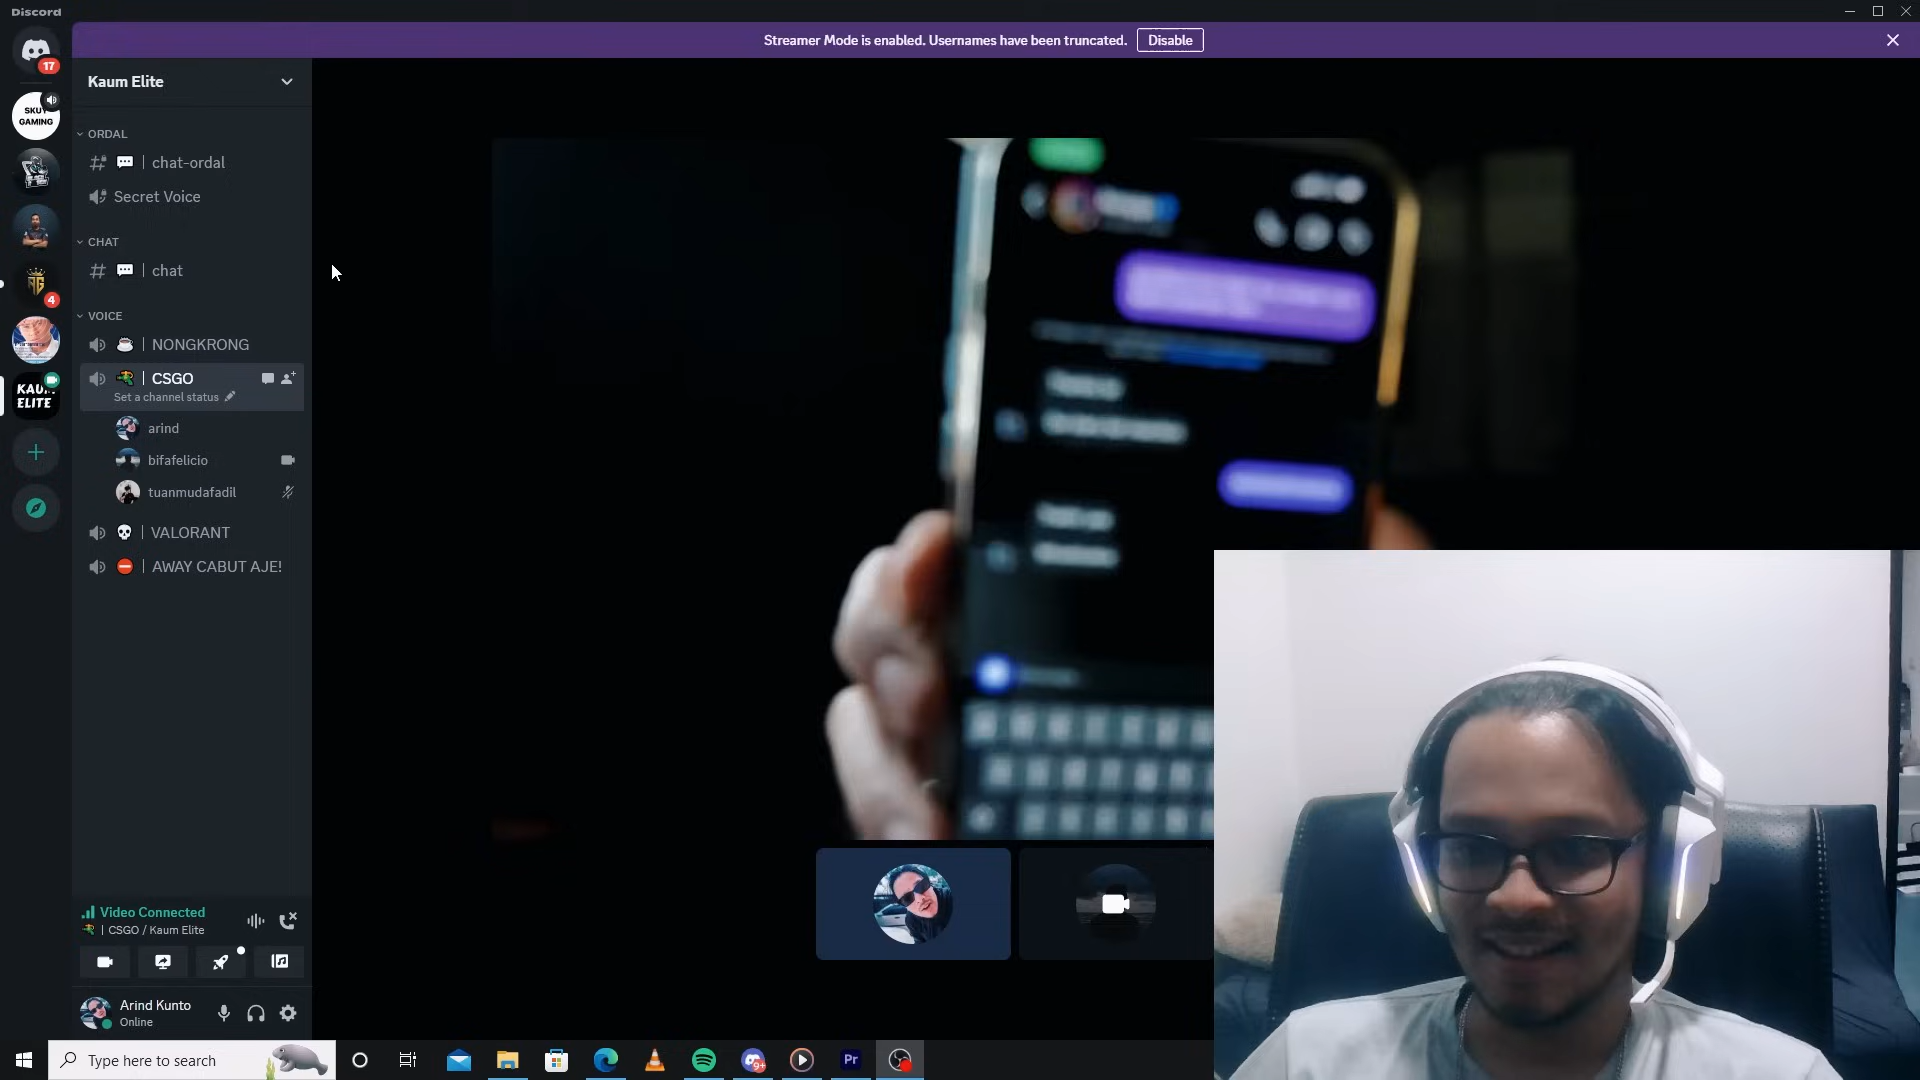 Discord
Streamer Mode is enabled. Usernames have been truncated.
Disable
17
SKUY
GAMING
4
KAUM
ELITE
Kaum Elite
ORDAL
chat-ordal
Secret Voice
CHAT
chat
VOICE
NONGKRONG
CSGO
Set a channel status
arind
bifafelicio
tuanmudafadil
VALORANT
AWAY CABUT AJE!
Video Connected
| CSGO / Kaum Elite
Arind Kunto
Online
Type here to search
9+
Pr